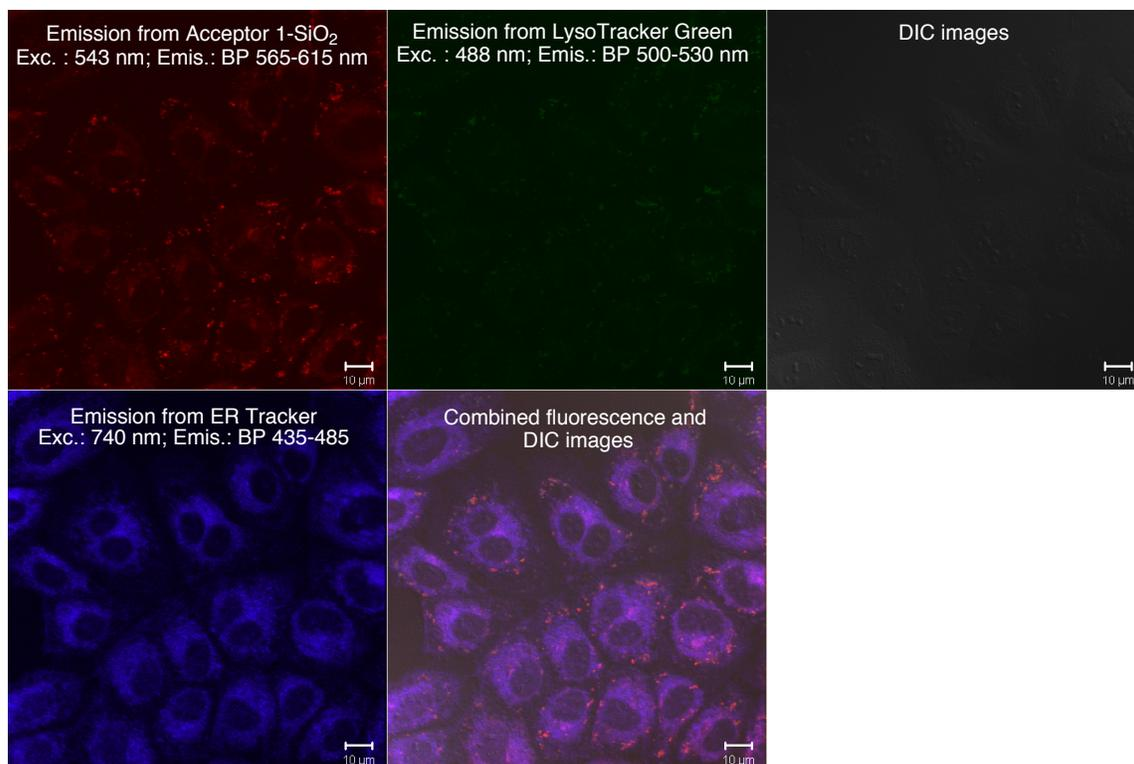 Emission from Acceptor 1-SiO₂
Exc. : 543 nm; Emis.: BP 565-615 nm
10 µm
Emission from LysoTracker Green
Exc. : 488 nm; Emis.: BP 500-530 nm
10 µm
DIC images
10 µm
Emission from ER Tracker
Exc.: 740 nm; Emis.: BP 435-485
10 µm
Combined fluorescence and
DIC images
10 µm